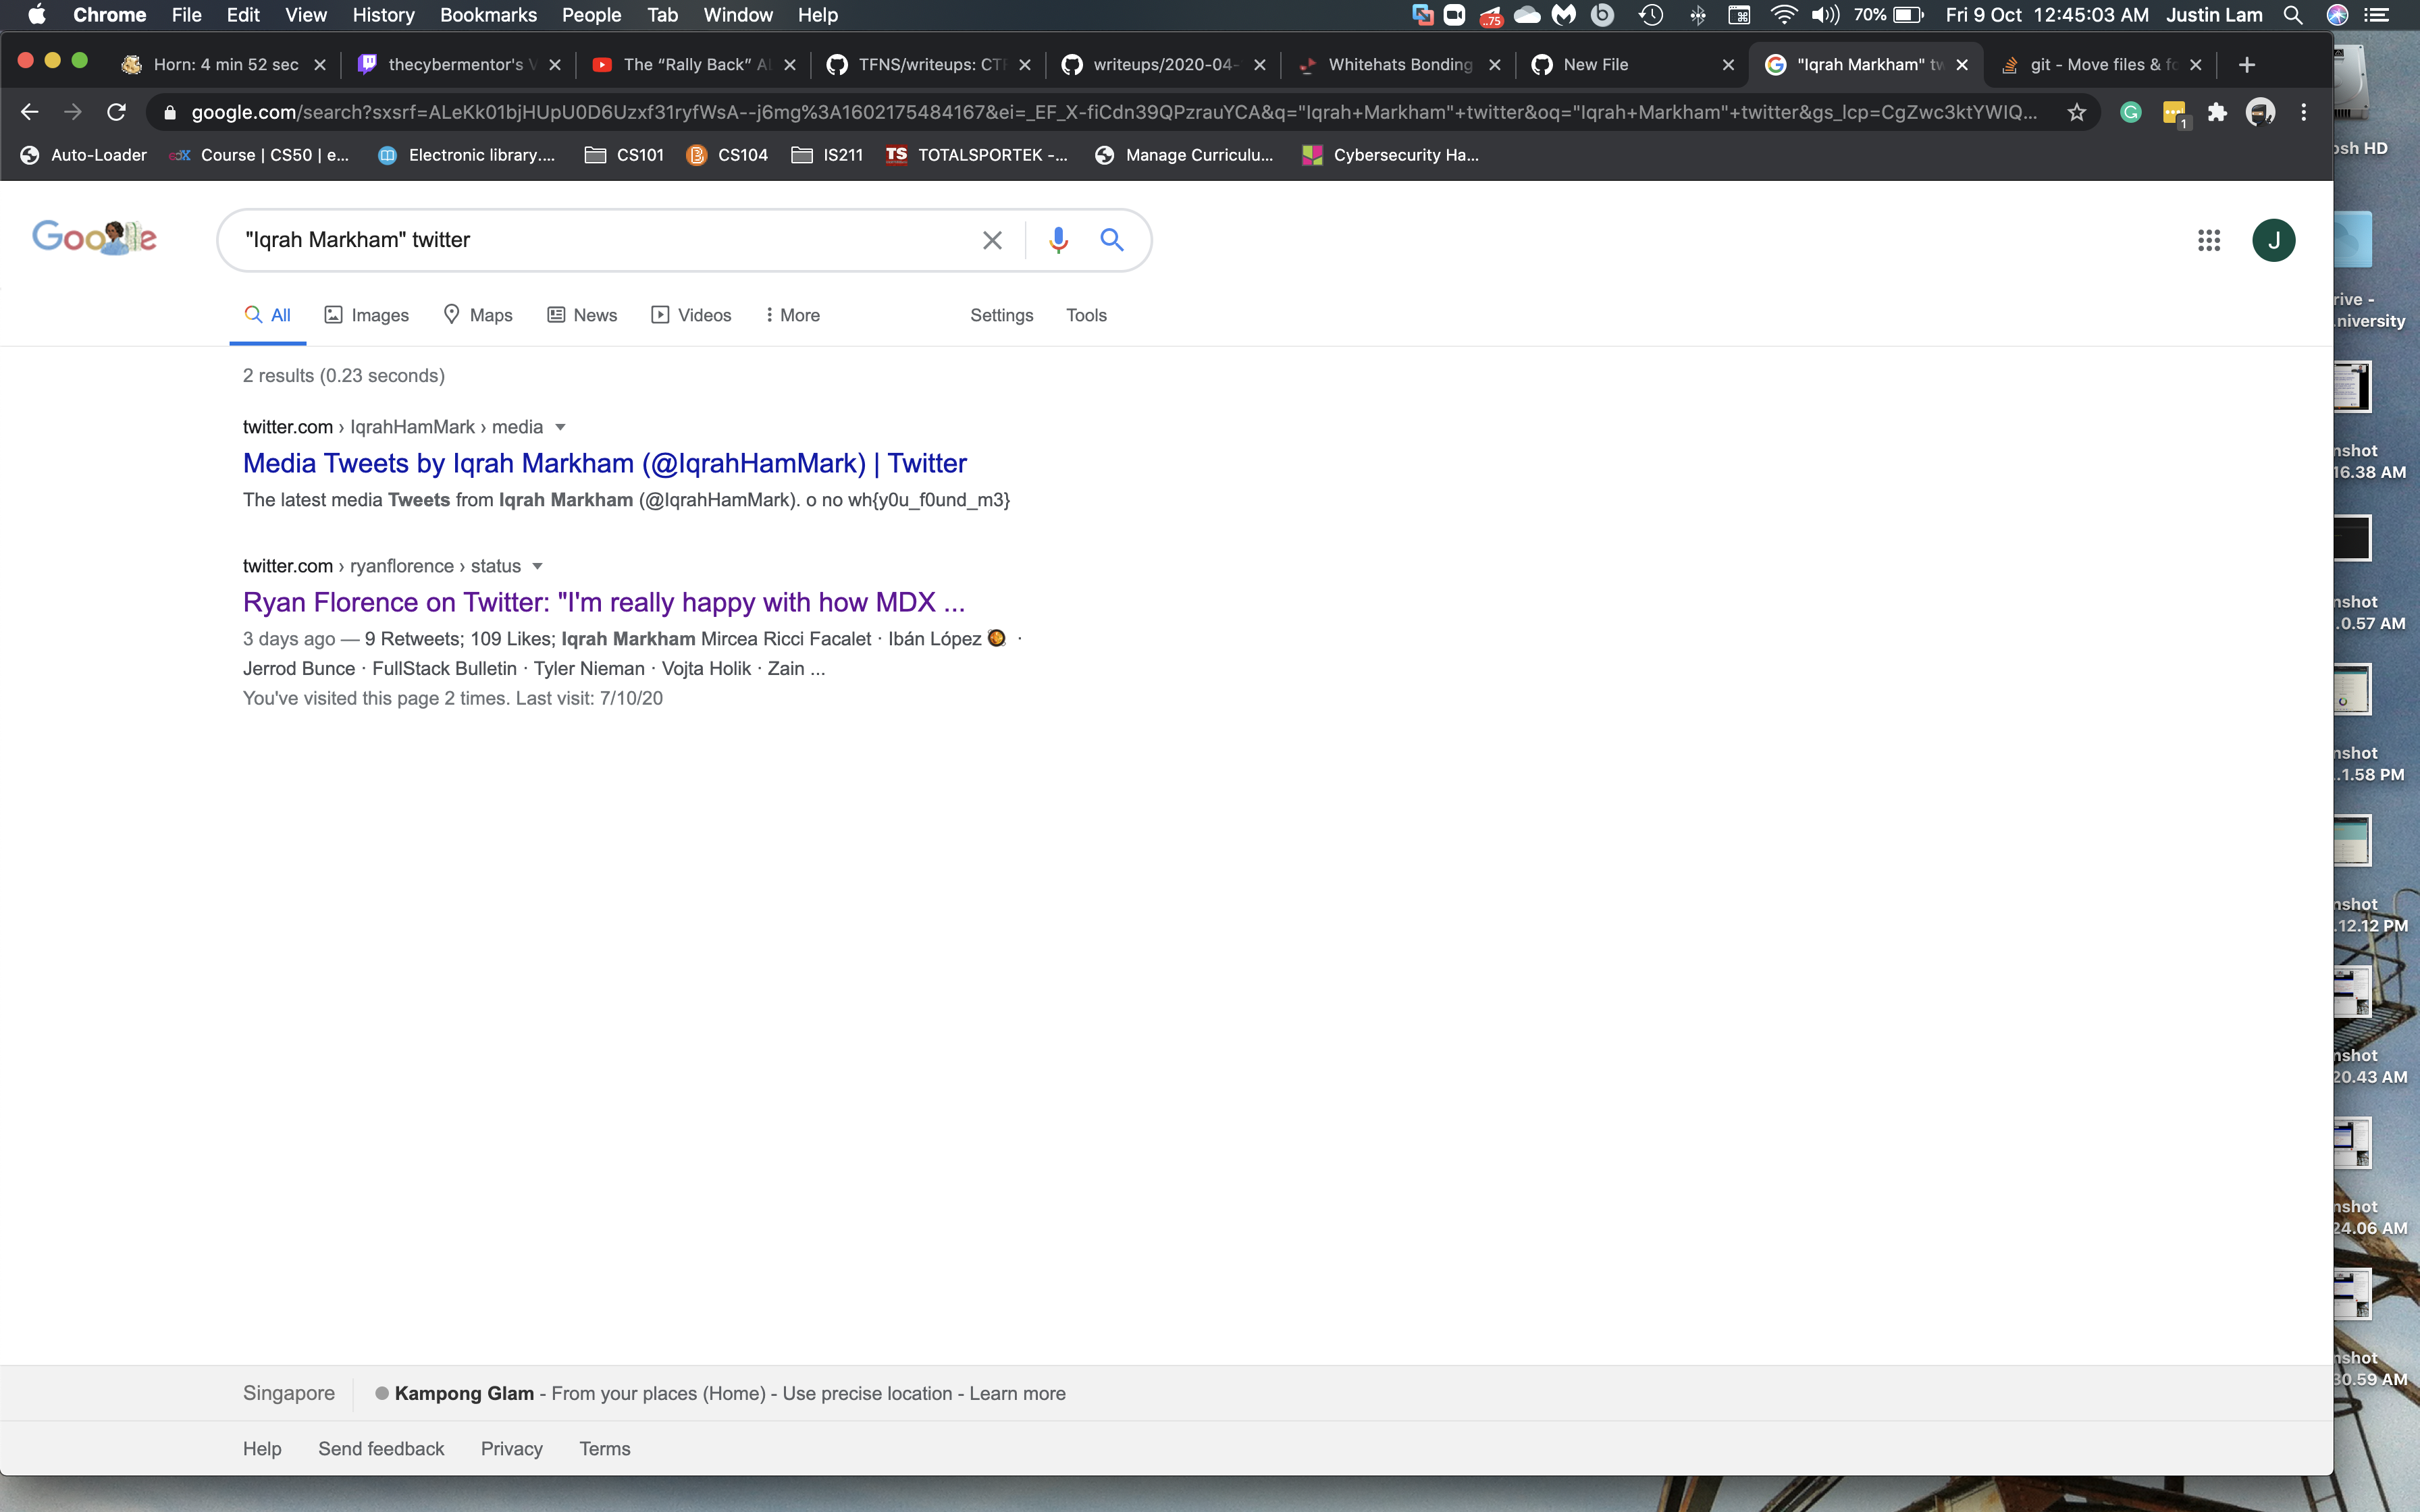 Chrome File Edit View History Bookmarks People Tab Window Help
..75 70% Fri 9 Oct 12:45:03 AM Justin Lam
Horn: 4 min 52 sec
thecybermentor's V
The “Rally Back” AL
TFNS/writeups: CTF
writeups/2020-04-
Whitehats Bonding
New File
"Iqrah Markham" tw
git - Move files & fo
google.com/search?sxsrf=ALeKk01bjHUpU0D6Uzxf31ryfWsA--j6mg%3A1602175484167&ei=_EF_X-fiCdn39QPzrauYCA&q="Iqrah+Markham"+twitter&oq="Iqrah+Markham"+twitter&gs_lcp=CgZwc3ktYWIQ...
1
Auto-Loader
Course | CS50 | e...
Electronic library....
CS101
CS104
IS211
TS TOTALSPORTEK -...
Manage Curriculu...
Cybersecurity Ha...
Google
"Iqrah Markham" twitter
J
All Images Maps News Videos More Settings Tools
2 results (0.23 seconds)
twitter.com › IqrahHamMark › media
Media Tweets by Iqrah Markham (@IqrahHamMark) | Twitter
The latest media Tweets from Iqrah Markham (@IqrahHamMark). o no wh{y0u_f0und_m3}
twitter.com › ryanflorence › status
Ryan Florence on Twitter: "I'm really happy with how MDX ...
3 days ago — 9 Retweets; 109 Likes; Iqrah Markham Mircea Ricci Facalet · Ibán López 🥘 ·
Jerrod Bunce · FullStack Bulletin · Tyler Nieman · Vojta Holik · Zain ...
You've visited this page 2 times. Last visit: 7/10/20
Singapore
Kampong Glam - From your places (Home) - Use precise location - Learn more
Help Send feedback Privacy Terms
osh HD
rive -
.niversity
nshot
16.38 AM
nshot
.0.57 AM
nshot
.1.58 PM
nshot
.12.12 PM
nshot
20.43 AM
nshot
24.06 AM
nshot
30.59 AM